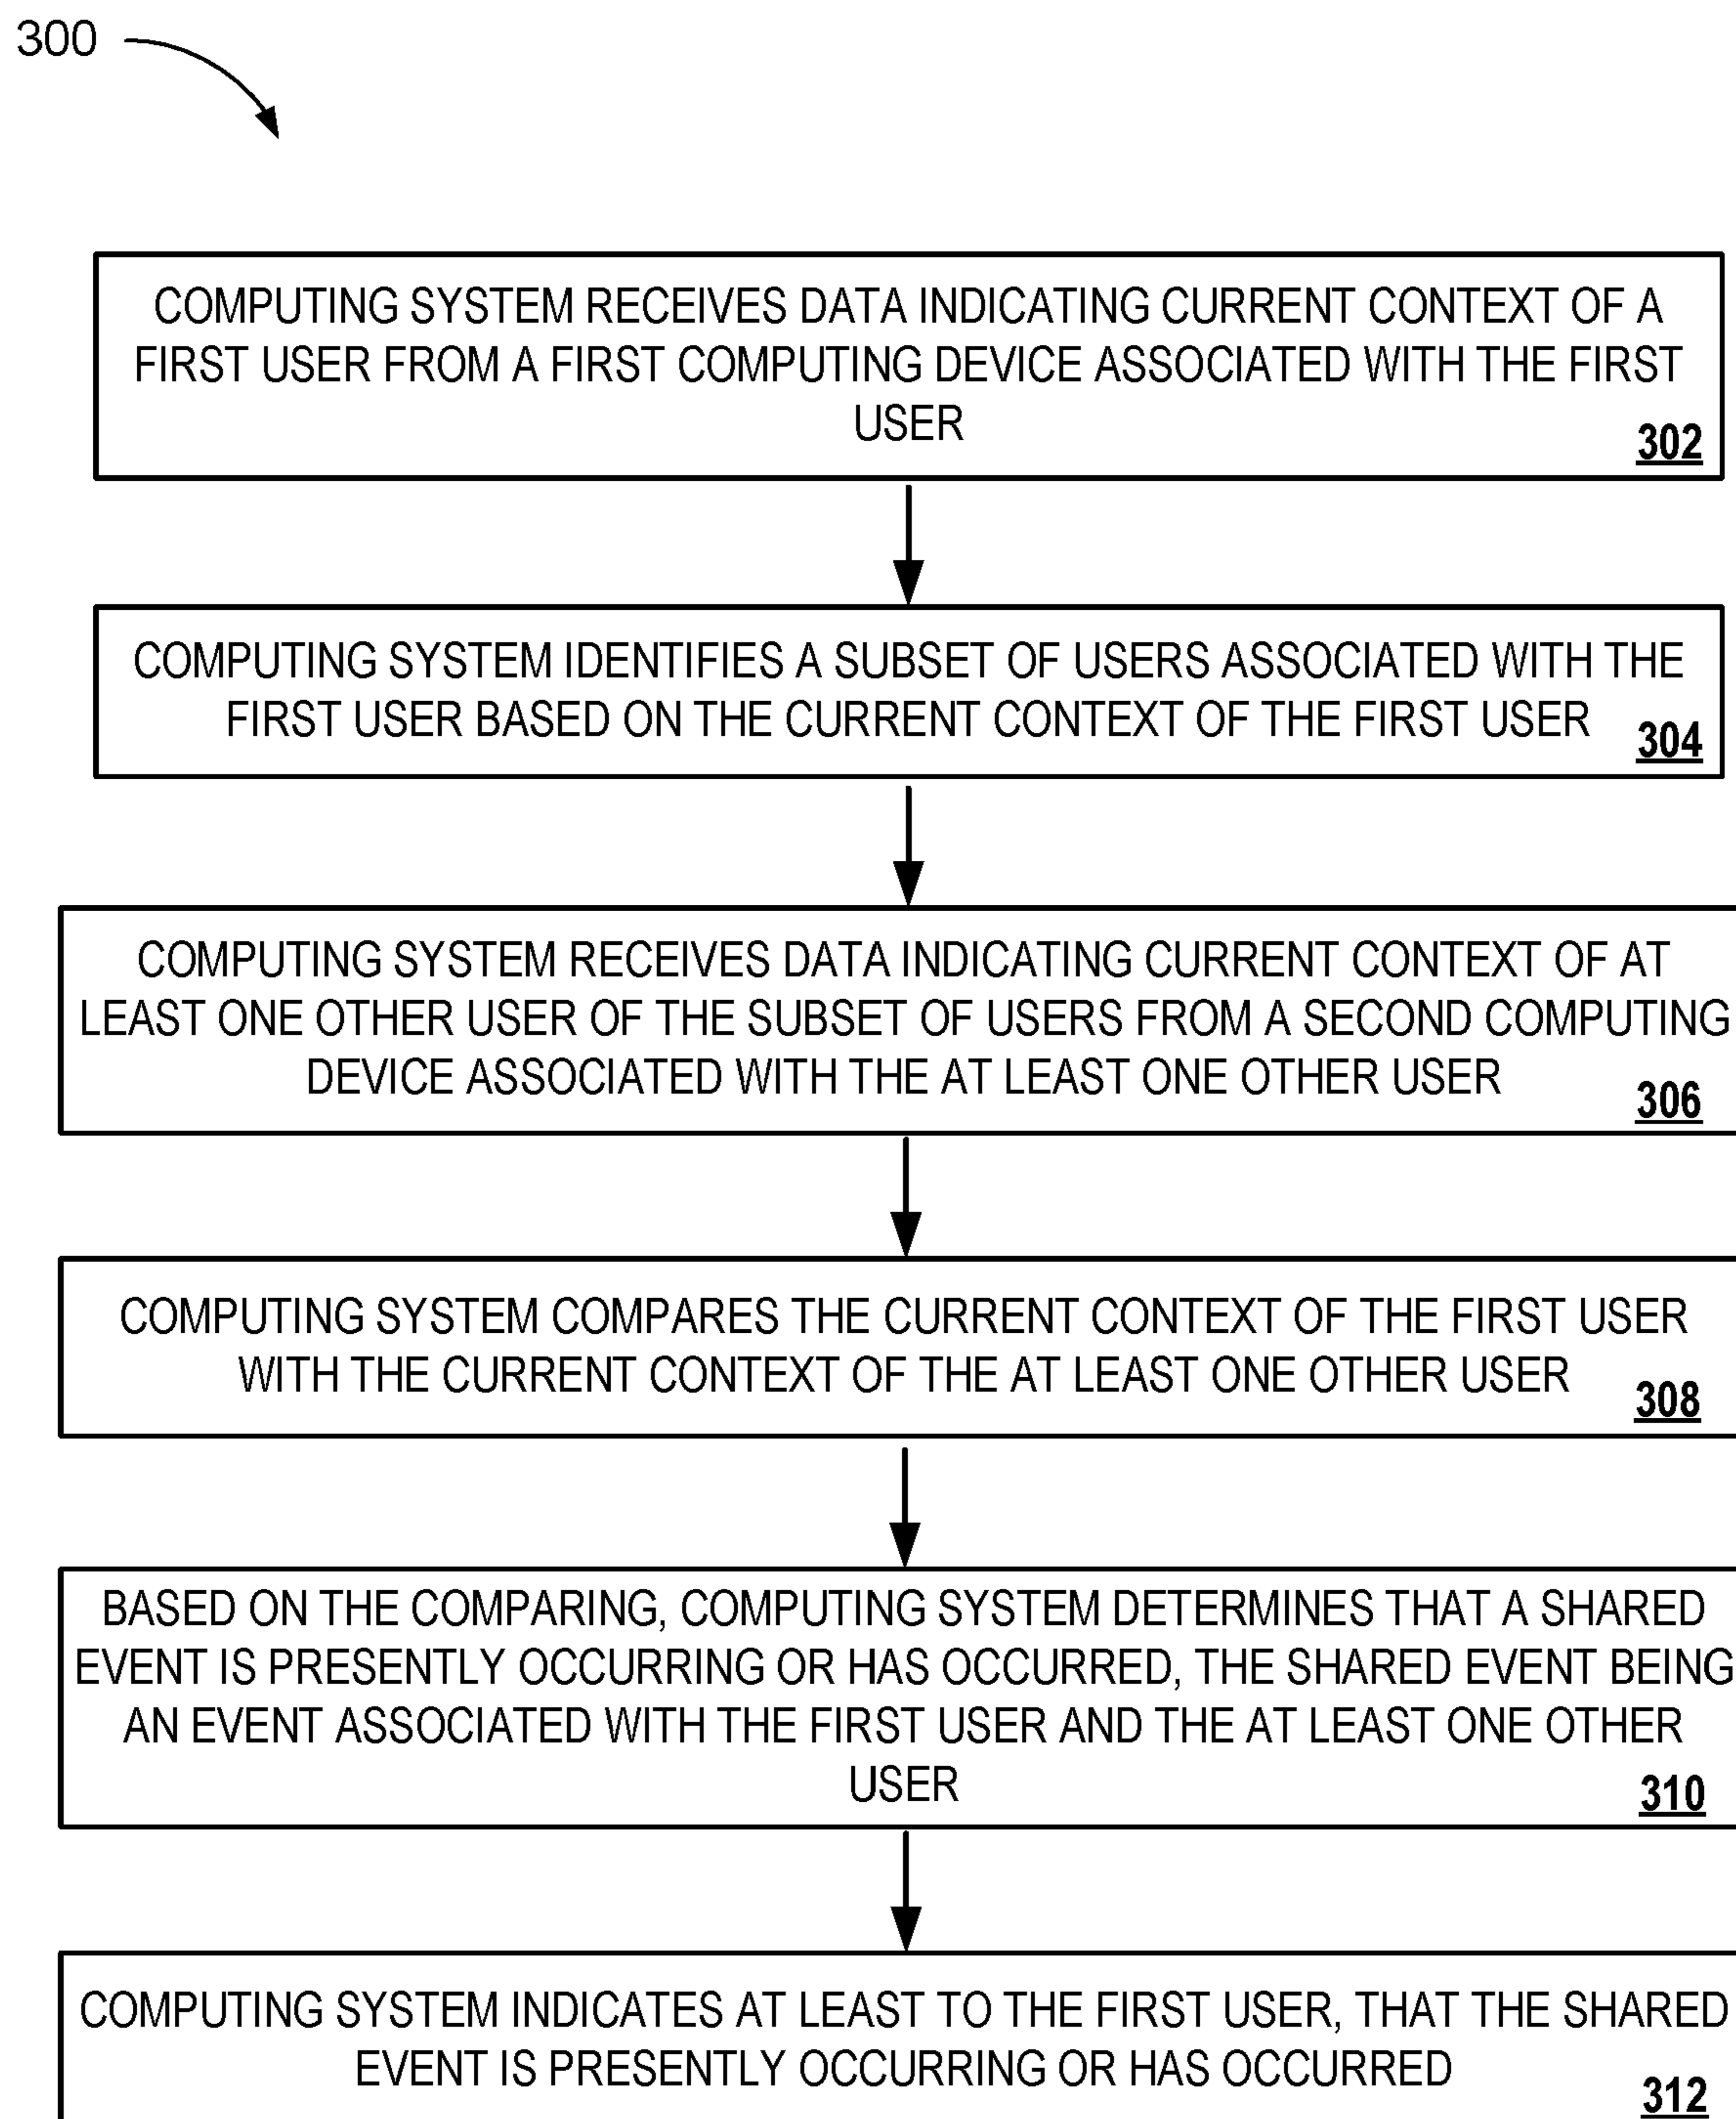 300
COMPUTING SYSTEM RECEIVES DATA INDICATING CURRENT CONTEXT OF A
FIRST USER FROM A FIRST COMPUTING DEVICE ASSOCIATED WITH THE FIRST
USER
302
COMPUTING SYSTEM IDENTIFIES A SUBSET OF USERS ASSOCIATED WITH THE
FIRST USER BASED ON THE CURRENT CONTEXT OF THE FIRST USER
304
COMPUTING SYSTEM RECEIVES DATA INDICATING CURRENT CONTEXT OF AT
LEAST ONE OTHER USER OF THE SUBSET OF USERS FROM A SECOND COMPUTING
DEVICE ASSOCIATED WITH THE AT LEAST ONE OTHER USER
306
COMPUTING SYSTEM COMPARES THE CURRENT CONTEXT OF THE FIRST USER
WITH THE CURRENT CONTEXT OF THE AT LEAST ONE OTHER USER
308
BASED ON THE COMPARING, COMPUTING SYSTEM DETERMINES THAT A SHARED
EVENT IS PRESENTLY OCCURRING OR HAS OCCURRED, THE SHARED EVENT BEING
AN EVENT ASSOCIATED WITH THE FIRST USER AND THE AT LEAST ONE OTHER
USER
310
COMPUTING SYSTEM INDICATES AT LEAST TO THE FIRST USER, THAT THE SHARED
EVENT IS PRESENTLY OCCURRING OR HAS OCCURRED
312